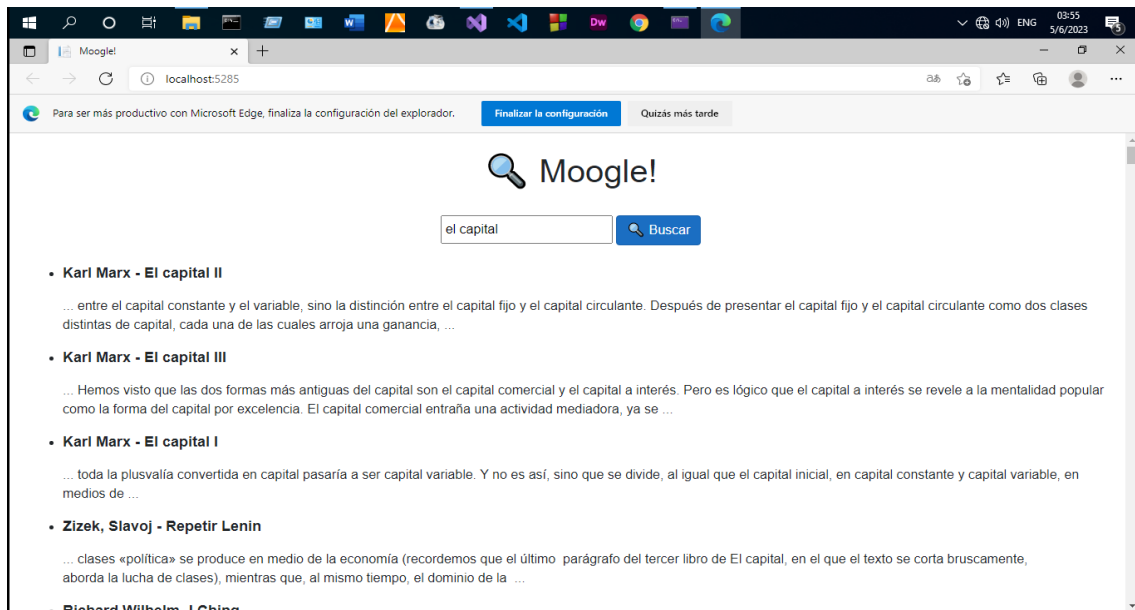 03:55
ENG
5/6/2023
5
Moogle!
localhost:5285
Para ser más productivo con Microsoft Edge, finaliza la configuración del explorador.
Finalizar la configuración
Quizás más tarde
Moogle!
el capital
Buscar
• Karl Marx - El capital II
... entre el capital constante y el variable, sino la distinción entre el capital fijo y el capital circulante. Después de presentar el capital fijo y el capital circulante como dos clases
distintas de capital, cada una de las cuales arroja una ganancia, ...
• Karl Marx - El capital III
... Hemos visto que las dos formas más antiguas del capital son el capital comercial y el capital a interés. Pero es lógico que el capital a interés se revele a la mentalidad popular
como la forma del capital por excelencia. El capital comercial entraña una actividad mediadora, ya se ...
• Karl Marx - El capital I
... toda la plusvalía convertida en capital pasaría a ser capital variable. Y no es así, sino que se divide, al igual que el capital inicial, en capital constante y capital variable, en
medios de ...
• Zizek, Slavoj - Repetir Lenin
... clases «política» se produce en medio de la economía (recordemos que el último parágrafo del tercer libro de El capital, en el que el texto se corta bruscamente,
aborda la lucha de clases), mientras que, al mismo tiempo, el dominio de la ...
• Richard Wilhelm, I Ching